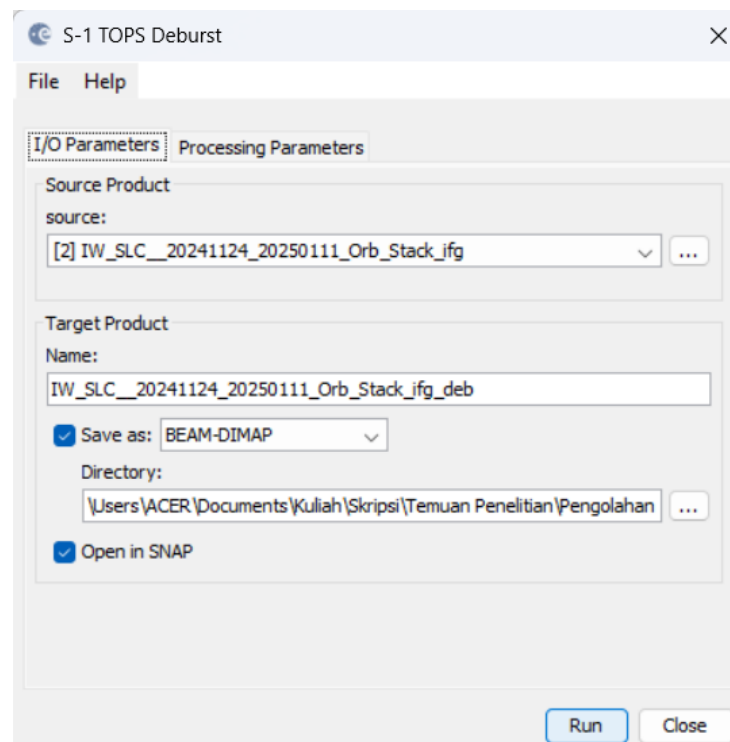 S-1 TOPS Deburst
File Help
I/O Parameters Processing Parameters
Source Product
source:
[2] IW_SLC__20241124_20250111_Orb_Stack_ifg
...
Target Product
Name:
IW_SLC__20241124_20250111_Orb_Stack_ifg_deb
Save as: BEAM-DIMAP
Directory:
\Users\ACER\Documents\Kuliah\Skripsi\Temuan Penelitian\Pengolahan
...
Open in SNAP
Run Close